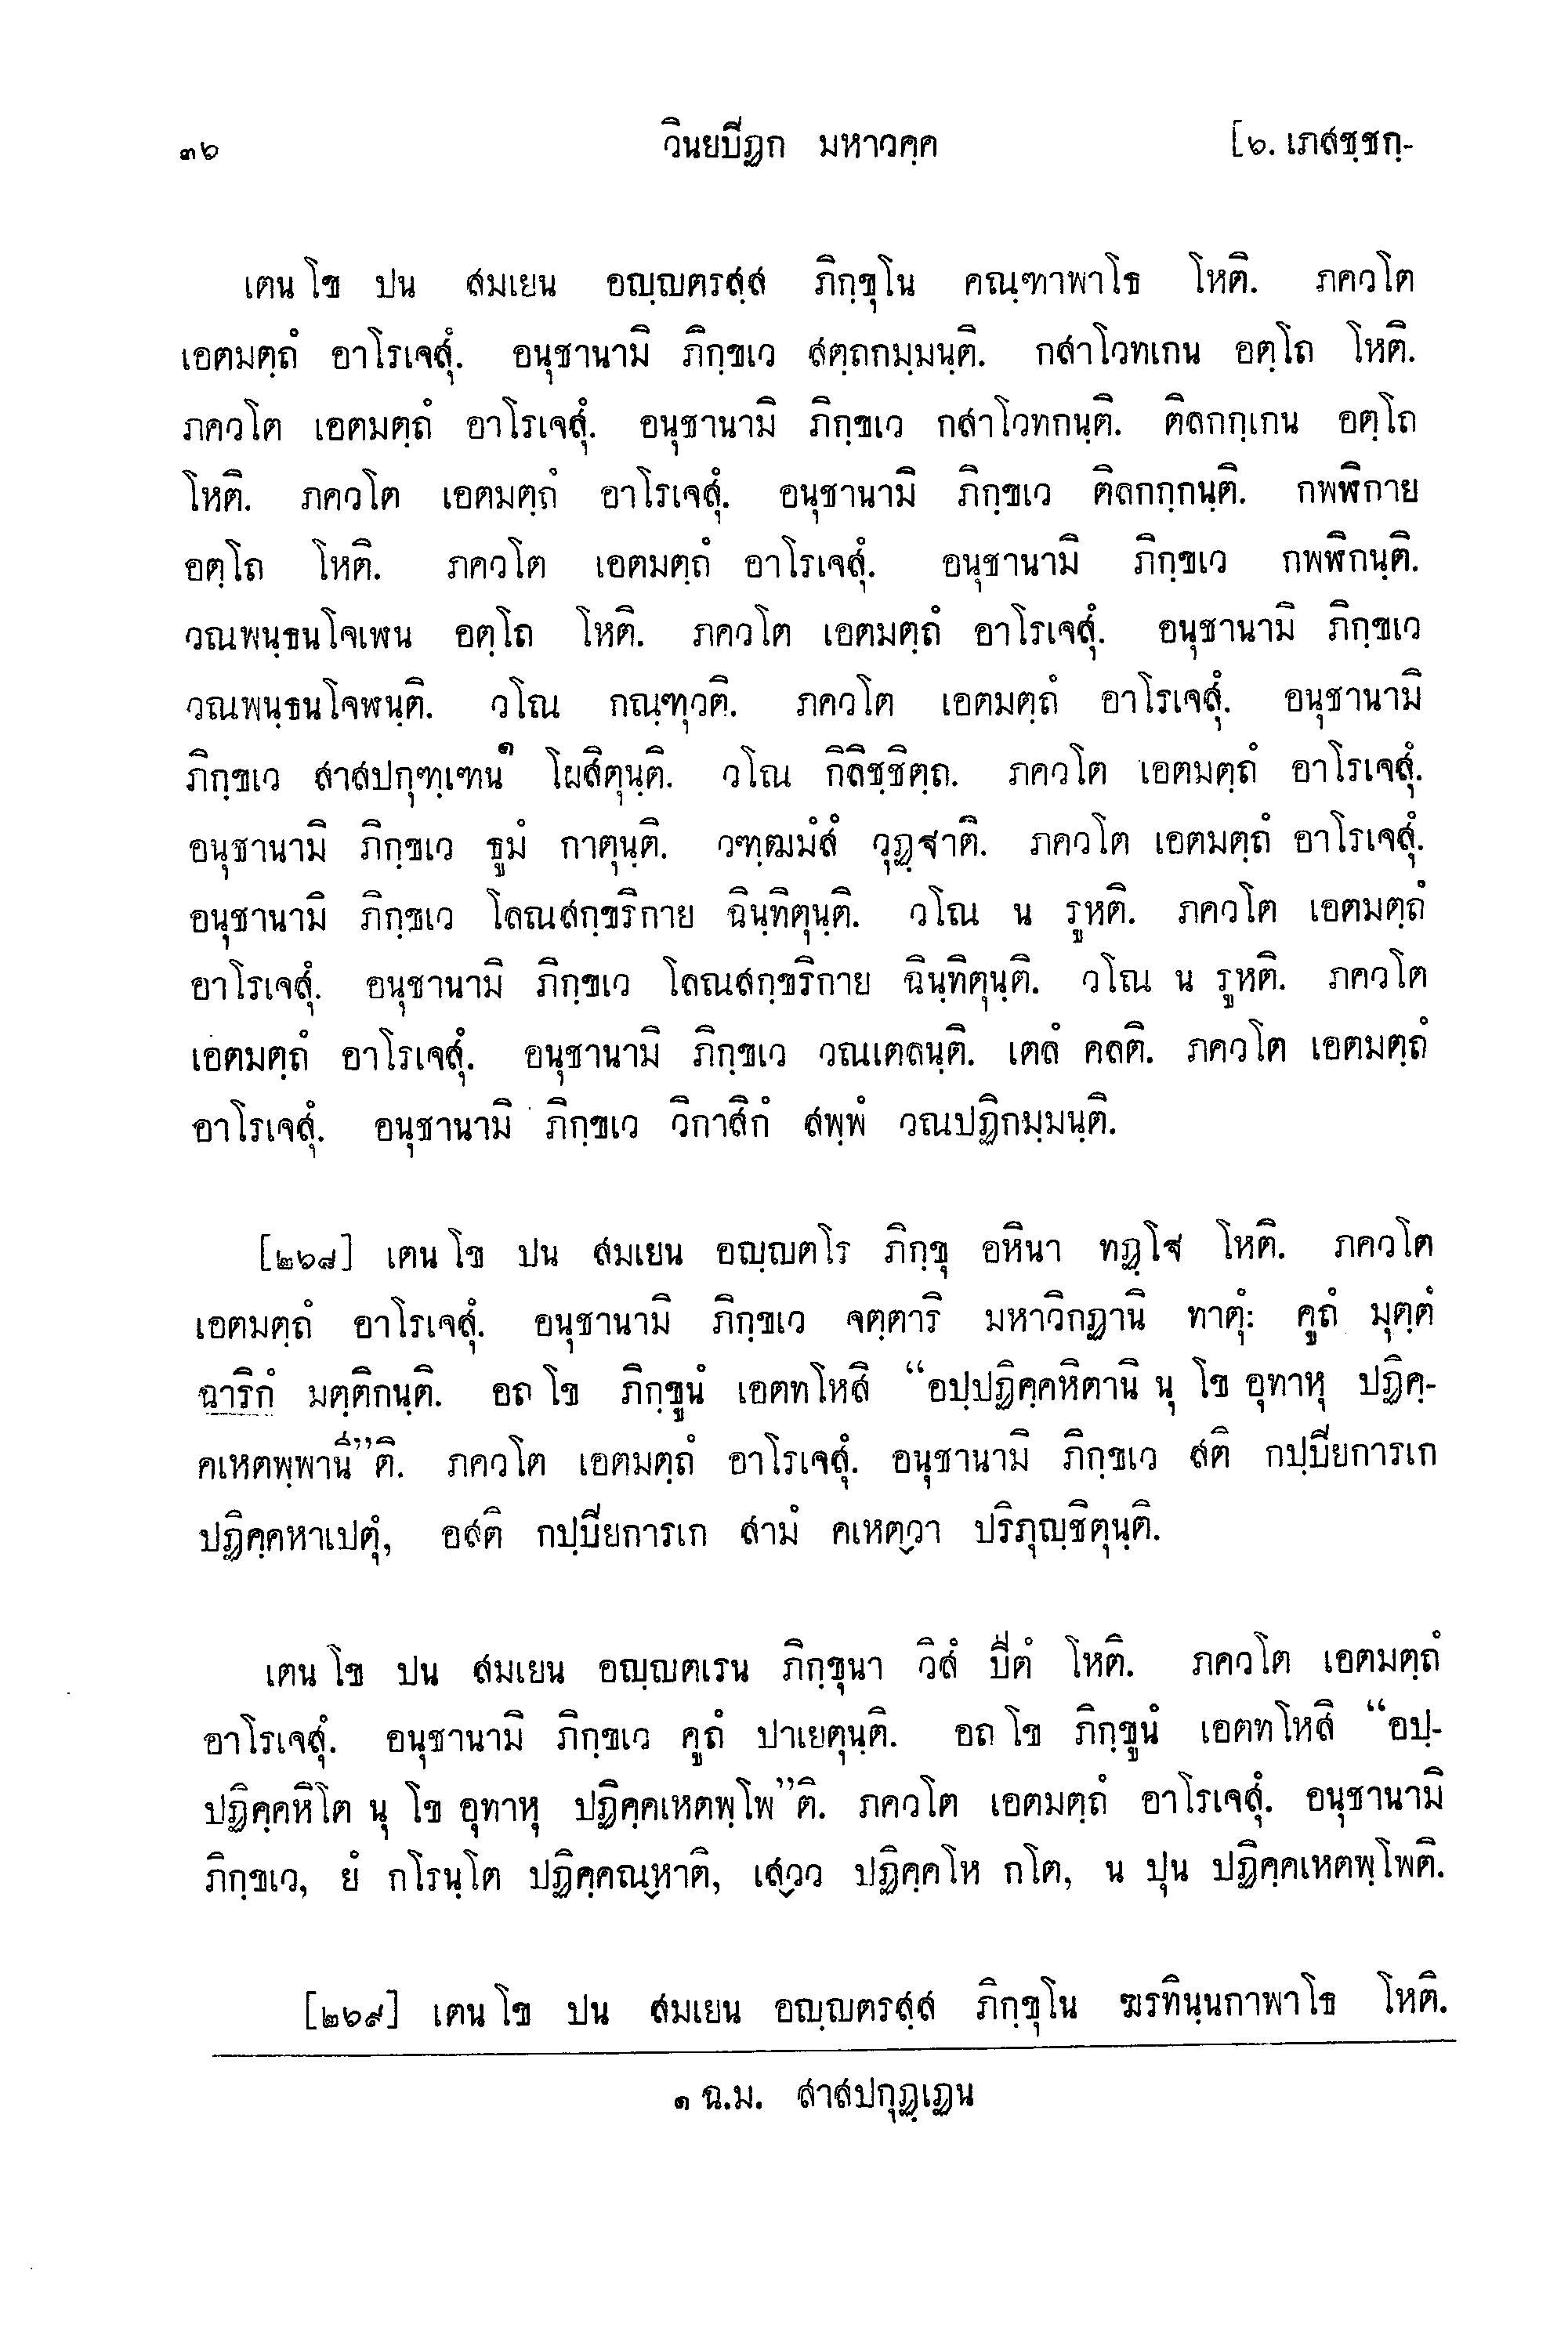 ๓๖ วินยปิฏก มหาวคฺค [๖. เภสชฺชกฺ-
เตน โข ปน สมเยน อญฺญตรสฺส ภิกฺขุโน คณฺฑาพาโธ โหติ. ภควโต
เอตมตฺถํ อาโรเจสุํ. อนุชานามิ ภิกฺขเว สตฺถกมฺมนฺติ. กสาโวทเกน อตฺโถ โหติ.
ภควโต เอตมตฺถํ อาโรเจสุํ. อนุชานามิ ภิกฺขเว กสาโวทกนฺติ. ติลกกฺเกน อตฺโถ
โหติ. ภควโต เอตมตฺถํ อาโรเจสุํ. อนุชานามิ ภิกฺขเว ติลกกฺกนฺติ. กพฬิกาย
อตฺโถ โหติ. ภควโต เอตมตฺถํ อาโรเจสุํ. อนุชานามิ ภิกฺขเว กพฬิกนฺติ.
วณพนฺธนโจเฬน อตฺโถ โหติ. ภควโต เอตมตฺถํ อาโรเจสุํ. อนุชานามิ ภิกฺขเว
วณพนฺธนโจฬนฺติ. วโณ กณฺฑุวติ. ภควโต เอตมตฺถํ อาโรเจสุํ. อนุชานามิ
ภิกฺขเว สาสปกุฑฺเฑน๑ โผสิตุนฺติ. วโณ กิลิชฺชิตฺถ. ภควโต เอตมตฺถํ อาโรเจสุํ.
อนุชานามิ ภิกฺขเว ธูมํ กาตุนฺติ. วฑฺฒมํสํ วุฏฺฐาติ. ภควโต เอตมตฺถํ อาโรเจสุํ.
อนุชานามิ ภิกฺขเว โลณสกฺขริกาย ฉินฺทิตุนฺติ. วโณ น รูหติ. ภควโต เอตมตฺถํ
อาโรเจสุํ. อนุชานามิ ภิกฺขเว โลณสกฺขริกาย ฉินฺทิตุนฺติ. วโณ น รูหติ. ภควโต
เอตมตฺถํ อาโรเจสุํ. อนุชานามิ ภิกฺขเว วณเตลนฺติ. เตลํ คลติ. ภควโต เอตมตฺถํ
อาโรเจสุํ. อนุชานามิ ภิกฺขเว วิกาสิกํ สพฺพํ วณปฏิกมฺมนฺติ.
[๒๖๘] เตน โข ปน สมเยน อญฺญตโร ภิกฺขุ อหินา ทฏฺโฐ โหติ. ภควโต
เอตมตฺถํ อาโรเจสุํ. อนุชานามิ ภิกฺขเว จตฺตาริ มหาวิกฏานิ ทาตุํ: คูถํ มุตฺตํ
ฉาริกํ มตฺติกนฺติ. อถ โข ภิกฺขูนํ เอตทโหสิ “อปฺปฏิคฺคหิตานิ นุ โข อุทาหุ ปฏิคฺ-
คเหตพฺพานี”ติ. ภควโต เอตมตฺถํ อาโรเจสุํ. อนุชานามิ ภิกฺขเว สติ กปฺปิยการเก
ปฏิคฺคหาเปตุํ, อสติ กปฺปิยการเก สามํ คเหตฺวา ปริภุญฺชิตุนฺติ.
เตน โข ปน สมเยน อญฺญตเรน ภิกฺขุนา วิสํ ปีตํ โหติ. ภควโต เอตมตฺถํ
อาโรเจสุํ. อนุชานามิ ภิกฺขเว คูถํ ปาเยตุนฺติ. อถ โข ภิกฺขูนํ เอตทโหสิ “อปฺ-
ปฏิคฺคหิโต นุ โข อุทาหุ ปฏิคฺคเหตพฺโพ”ติ. ภควโต เอตมตฺถํ อาโรเจสุํ. อนุชานามิ
ภิกฺขเว, ยํ กโรนฺโต ปฏิคฺคณฺหาติ, เสฺวว ปฏิคฺคโห กโต, น ปุน ปฏิคฺคเหตพฺโพติ.
[๒๖๙] เตน โข ปน สมเยน อญฺญตรสฺส ภิกฺขุโน ฆรทินฺนกาพาโธ โหติ.
๑ ฉ.ม. สาสปกุฏฺเฏน